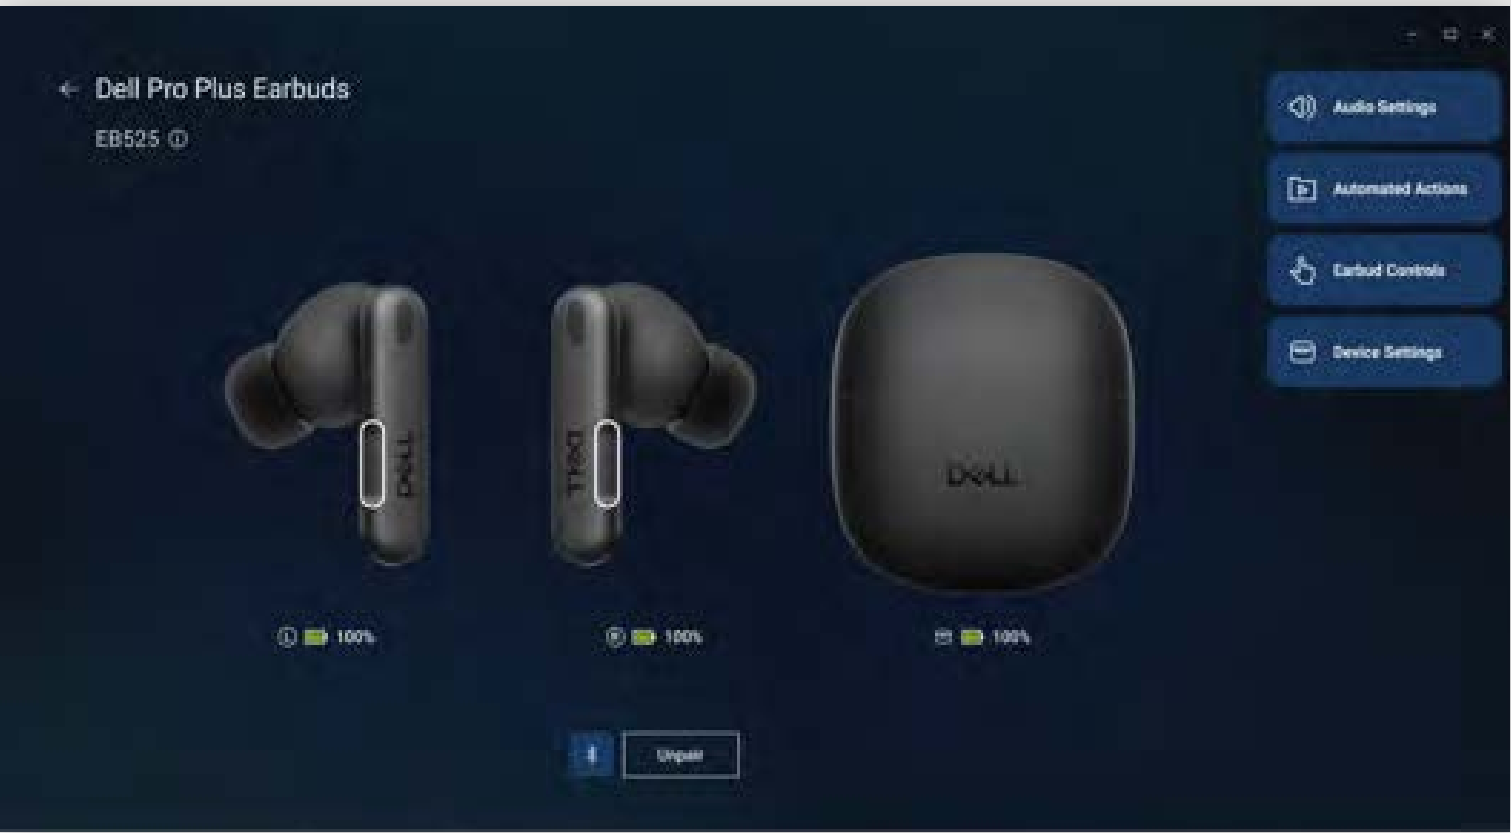 Dell Pro Plus Earbuds
EB525
Audio Settings
Automated Actions
Earbud Controls
Device Settings
DELL
DELL
DELL
L 100%
R 100%
100%
Unpair